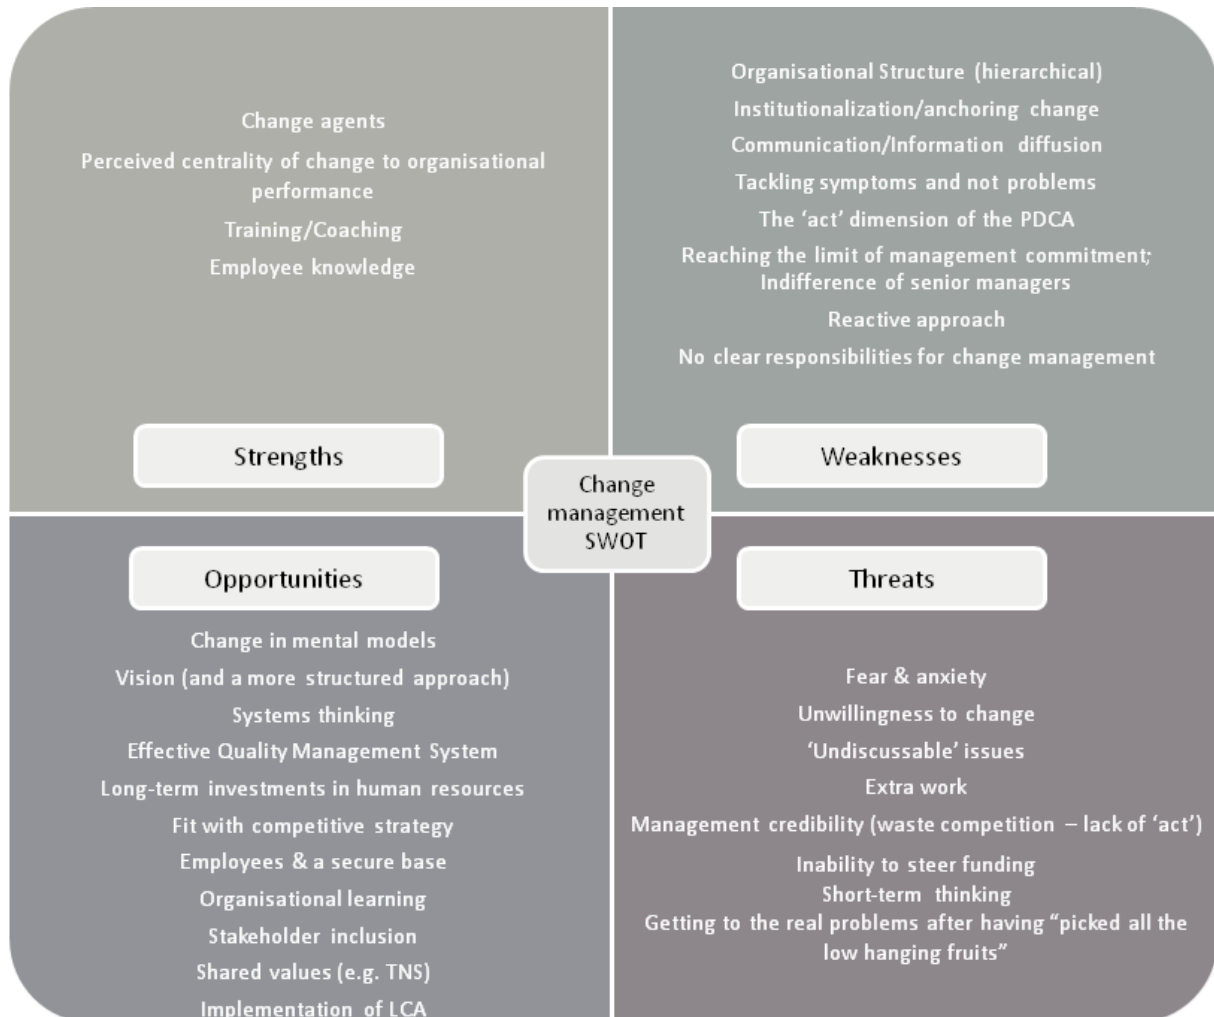 Change agents
Perceived centrality of change to organisational
performance
Training/Coaching
Employee knowledge
Strengths
Organisational Structure (hierarchical)
Institutionalization/anchoring change
Communication/Information diffusion
Tackling symptoms and not problems
The ‘act’ dimension of the PDCA
Reaching the limit of management commitment;
Indifference of senior managers
Reactive approach
No clear responsibilities for change management
Weaknesses
Change
management
SWOT
Opportunities
Change in mental models
Vision (and a more structured approach)
Systems thinking
Effective Quality Management System
Long-term investments in human resources
Fit with competitive strategy
Employees & a secure base
Organisational learning
Stakeholder inclusion
Shared values (e.g. TNS)
Implementation of LCA
Threats
Fear & anxiety
Unwillingness to change
‘Undiscussable’ issues
Extra work
Management credibility (waste competition – lack of ‘act’)
Inability to steer funding
Short-term thinking
Getting to the real problems after having “picked all the
low hanging fruits”